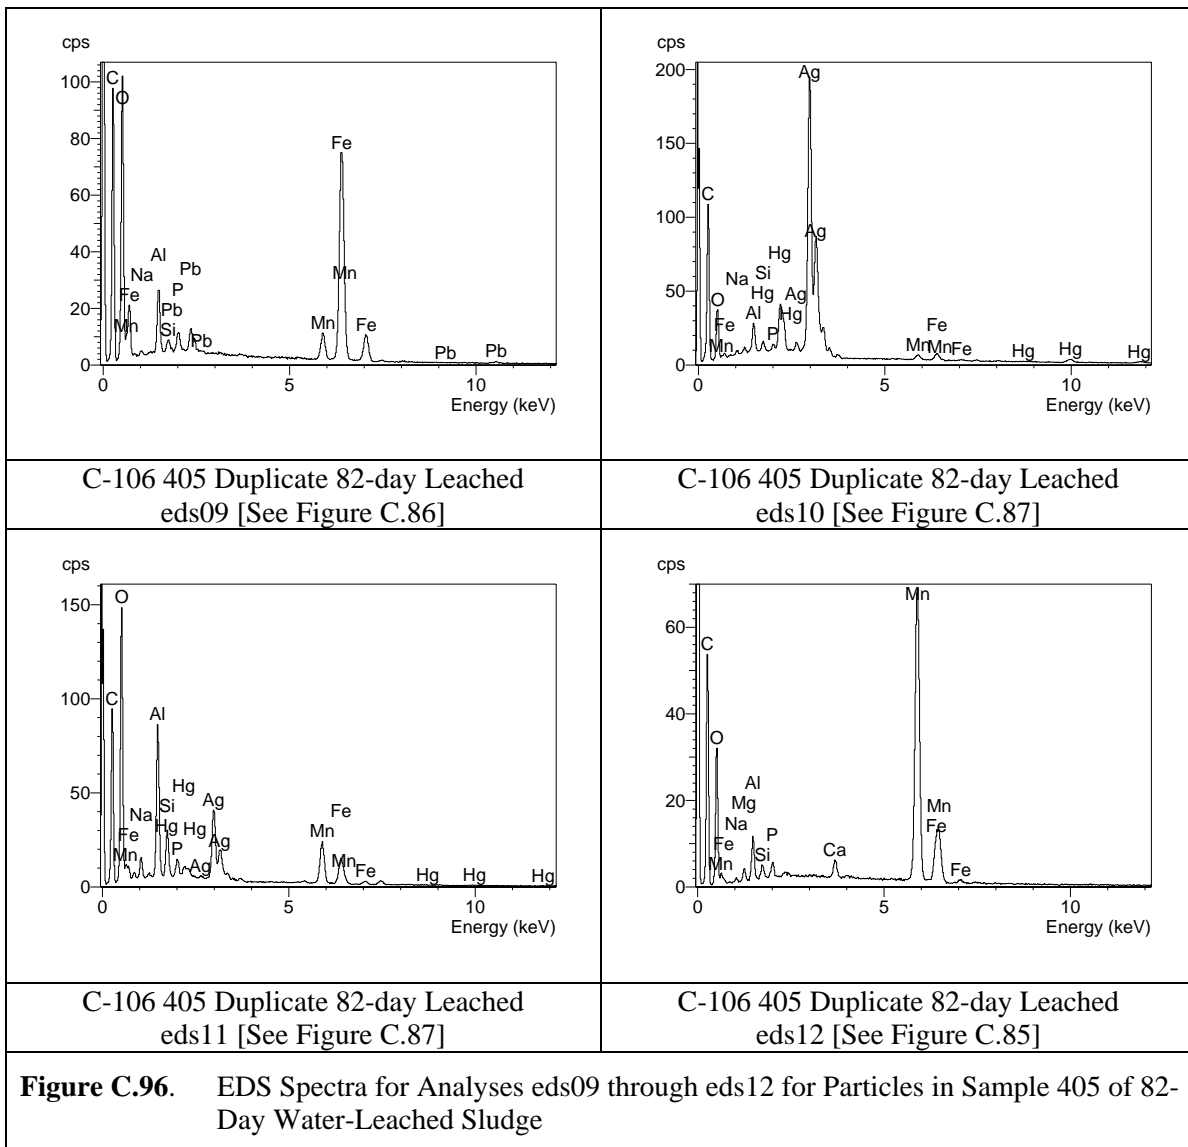 cps
100
80
60
40
20
0
C
O
Fe
Al
Na
Pb
P
Fe
Pb
Mn
Mn
Si
Pb
Mn
Fe
Pb
Pb
0
5
10
Energy (keV)
C-106 405 Duplicate 82-day Leached
eds09 [See Figure C.86]
cps
200
150
100
50
0
Ag
C
Ag
Hg
Na
Si
O
Al
Hg
Ag
Hg
Fe
Mn
P
Fe
Mn
Mn
Fe
Hg
Hg
Hg
0
5
10
Energy (keV)
C-106 405 Duplicate 82-day Leached
eds10 [See Figure C.87]
cps
150
100
50
0
O
C
Al
Hg
Na
Si
Hg
Ag
Hg
Fe
Mn
P
Ag
Ag
Fe
Mn
Mn
Fe
Hg
Hg
Hg
0
5
10
Energy (keV)
C-106 405 Duplicate 82-day Leached
eds11 [See Figure C.87]
cps
60
40
20
0
Mn
C
O
Al
Mg
Na
P
Fe
Mn
Si
Ca
Mn
Fe
Fe
0
5
10
Energy (keV)
C-106 405 Duplicate 82-day Leached
eds12 [See Figure C.85]
Figure C.96. EDS Spectra for Analyses eds09 through eds12 for Particles in Sample 405 of 82-
Day Water-Leached Sludge